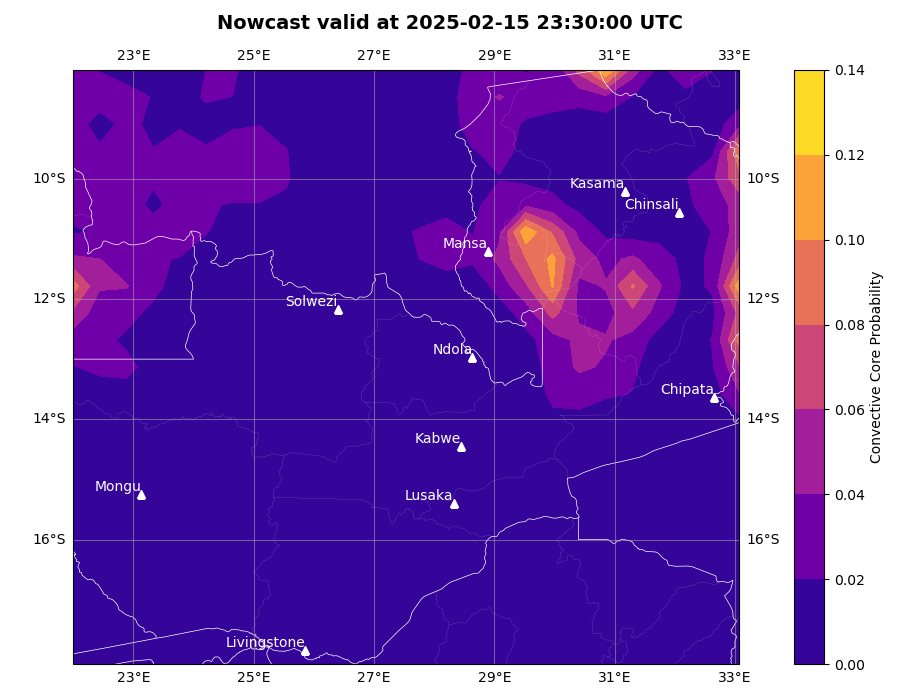 Nowcast valid at 2025-02-15 23:30:00 UTC
23°E 25°E 27°E 29°E 31°E 33°E
0.14
0.12
10°S 10°S
Kasama
Chinsali
Mansa
0.10
12°S 12°S
Solwezi
0.08
Ndola
Chipata
0.06
14°S 14°S
Kabwe
Mongu
Lusaka
0.04
16°S 16°S
0.02
Livingstone
0.00
23°E 25°E 27°E 29°E 31°E 33°E
Convective Core Probability